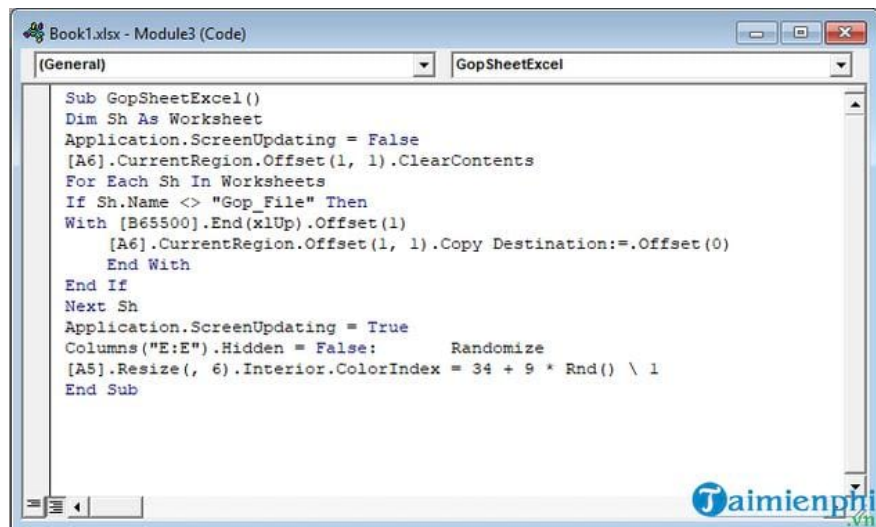 Book1.xlsx - Module3 (Code)
(General) GopSheetExcel
Sub GopSheetExcel()
Dim Sh As Worksheet
Application.ScreenUpdating = False
[A6].CurrentRegion.Offset(1, 1).ClearContents
For Each Sh In Worksheets
If Sh.Name <> "Gop_File" Then
With [B65500].End(xlUp).Offset(1)
[A6].CurrentRegion.Offset(1, 1).Copy Destination:=.Offset(0)
End With
End If
Next Sh
Application.ScreenUpdating = True
Columns("E:E").Hidden = False: Randomize
[A5].Resize(, 6).Interior.ColorIndex = 34 + 9 * Rnd() \ 1
End Sub
Taimienphi
.vn